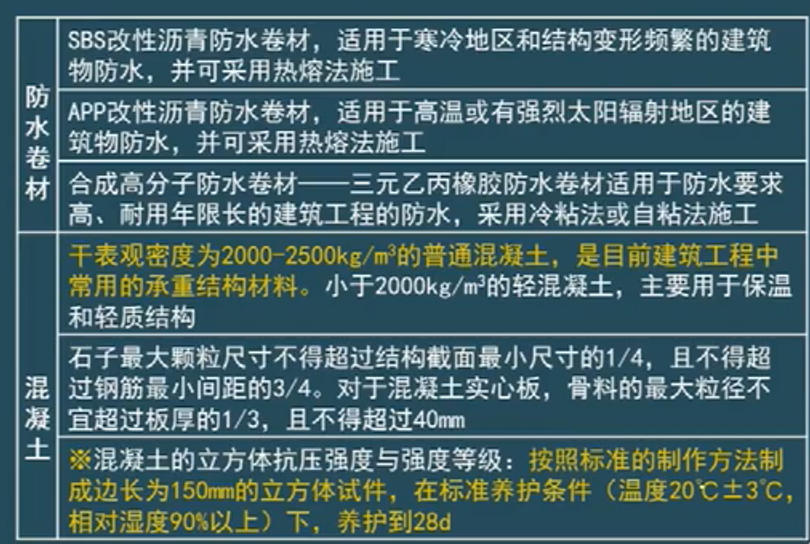 防水卷材
SBS改性沥青防水卷材，适用于寒冷地区和结构变形频繁的建筑
物防水，并可采用热熔法施工
APP改性沥青防水卷材，适用于高温或有强烈太阳辐射地区的建
筑物防水，并可采用热熔法施工
合成高分子防水卷材——三元乙丙橡胶防水卷材适用于防水要求
高、耐用年限长的建筑工程的防水，采用冷粘法或自粘法施工
混凝土
干表观密度为2000-2500kg/m³的普通混凝土，是目前建筑工程中
常用的承重结构材料。小于2000kg/m³的轻混凝土，主要用于保温
和轻质结构
石子最大颗粒尺寸不得超过结构截面最小尺寸的1/4，且不得超
过钢筋最小间距的3/4。对于混凝土实心板，骨料的最大粒径不
宜超过板厚的1/3，且不得超过40mm
※混凝土的立方体抗压强度与强度等级：按照标准的制作方法制
成边长为150mm的立方体试件，在标准养护条件（温度20℃±3℃，
相对湿度90%以上）下，养护到28d